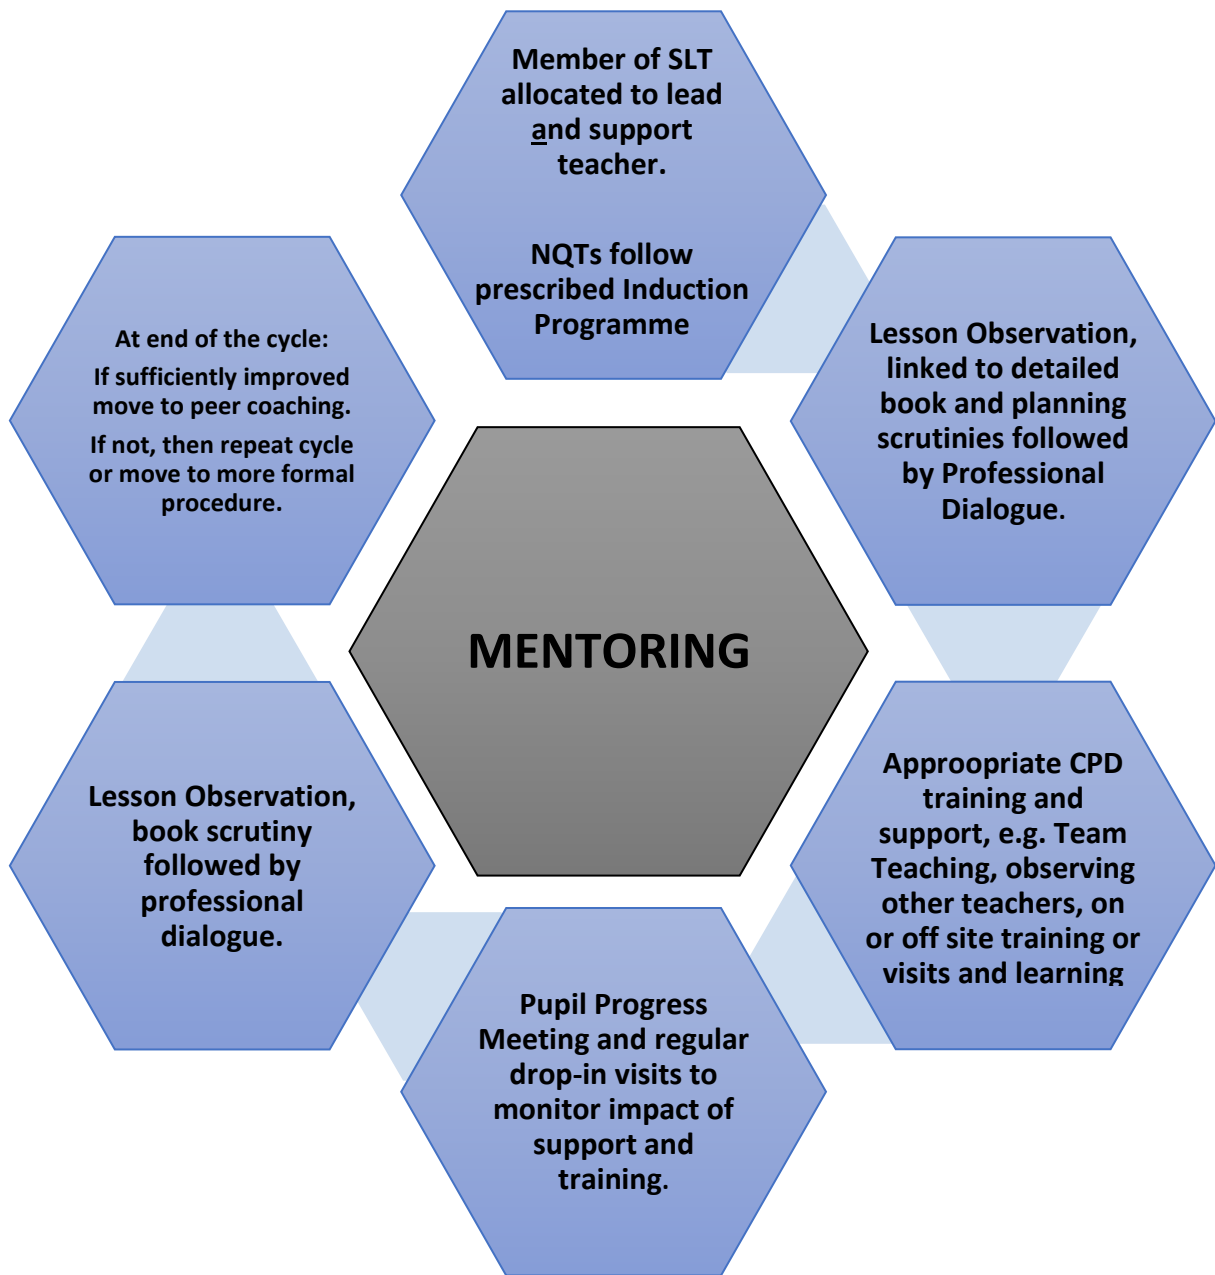 Member of SLT
allocated to lead
and support
teacher.
NQTs follow
prescribed Induction
Programme
Lesson Observation,
linked to detailed
book and planning
scrutinies followed
by Professional
Dialogue.
Approopriate CPD
training and
support, e.g. Team
Teaching, observing
other teachers, on
or off site training or
visits and learning
Pupil Progress
Meeting and regular
drop-in visits to
monitor impact of
support and
training.
Lesson Observation,
book scrutiny
followed by
professional
dialogue.
At end of the cycle:
If sufficiently improved
move to peer coaching.
If not, then repeat cycle
or move to more formal
procedure.
MENTORING